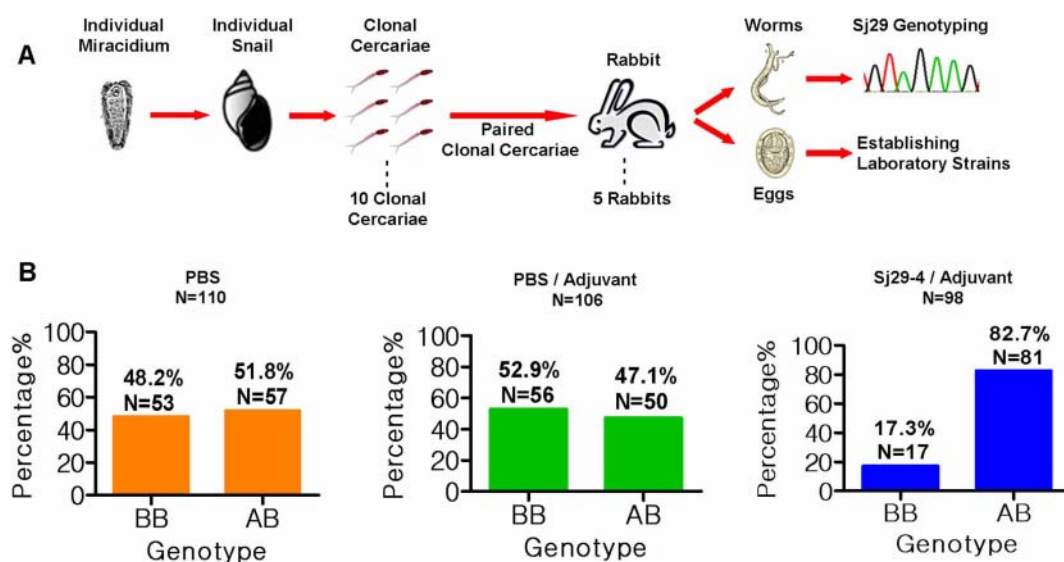 A
Individual
Miracidium
Individual
Snail
Clonal
Cercariae
10 Clonal
Cercariae
Paired
Clonal Cercariae
Rabbit
5 Rabbits
Worms
Eggs
Sj29 Genotyping
Establishing
Laboratory Strains
B
PBS
N=110
Percentage%
100
80
60
40
20
0
48.2%
N=53
51.8%
N=57
BB
AB
Genotype
PBS / Adjuvant
N=106
Percentage%
100
80
60
40
20
0
52.9%
N=56
47.1%
N=50
BB
AB
Genotype
Sj29-4 / Adjuvant
N=98
Percentage%
100
80
60
40
20
0
17.3%
N=17
82.7%
N=81
BB
AB
Genotype